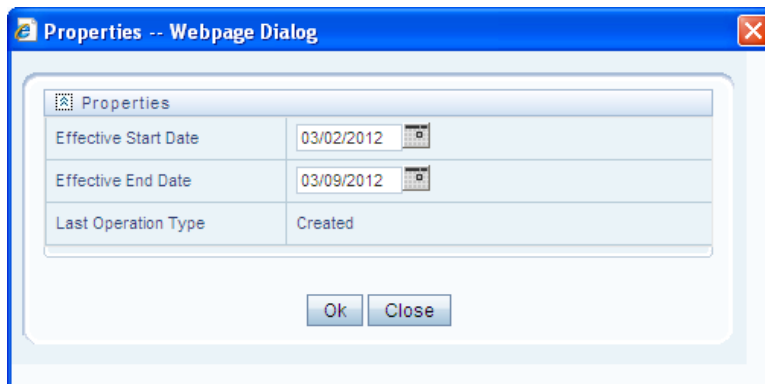 Properties -- Webpage Dialog
Properties
Effective Start Date 03/02/2012
Effective End Date 03/09/2012
Last Operation Type Created
Ok Close